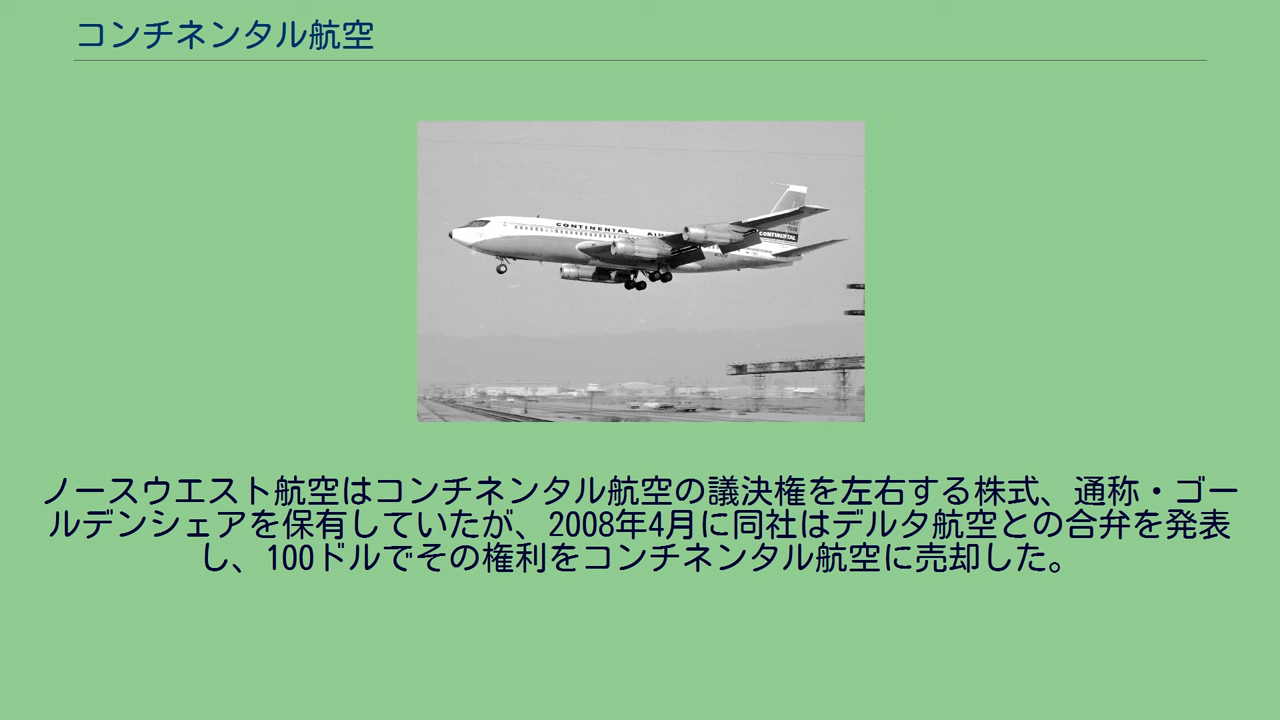 コンチネンタル航空
CONTINENTAL
CONTINENTAL
ノースウエスト航空はコンチネンタル航空の議決権を左右する株式、通称・ゴー
ルデンシェアを保有していたが、2008年4月に同社はデルタ航空との合弁を発表
し、100ドルでその権利をコンチネンタル航空に売却した。